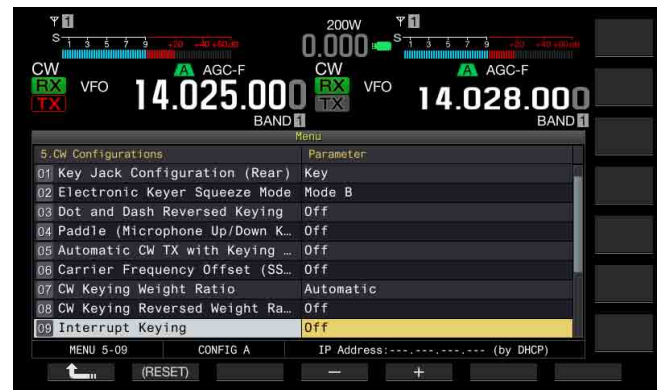 1 200W 1
S 1 3 5 7 9 +20 +40 +60dB 0.000 S 1 3 5 7 9 +20 +40 +60dB
CW A AGC-F CW A AGC-F
RX VFO 14.025.000 RX VFO 14.028.000
TX TX
BAND 1 BAND 1
Menu
5.CW Configurations Parameter
01 Key Jack Configuration (Rear) Key
02 Electronic Keyer Squeeze Mode Mode B
03 Dot and Dash Reversed Keying Off
04 Paddle (Microphone Up/Down K… Off
05 Automatic CW TX with Keying … Off
06 Carrier Frequency Offset (SS… Off
07 CW Keying Weight Ratio Automatic
08 CW Keying Reversed Weight Ra… Off
09 Interrupt Keying Off
MENU 5-09 CONFIG A IP Address:---.---.---.--- (by DHCP)
(RESET) − +